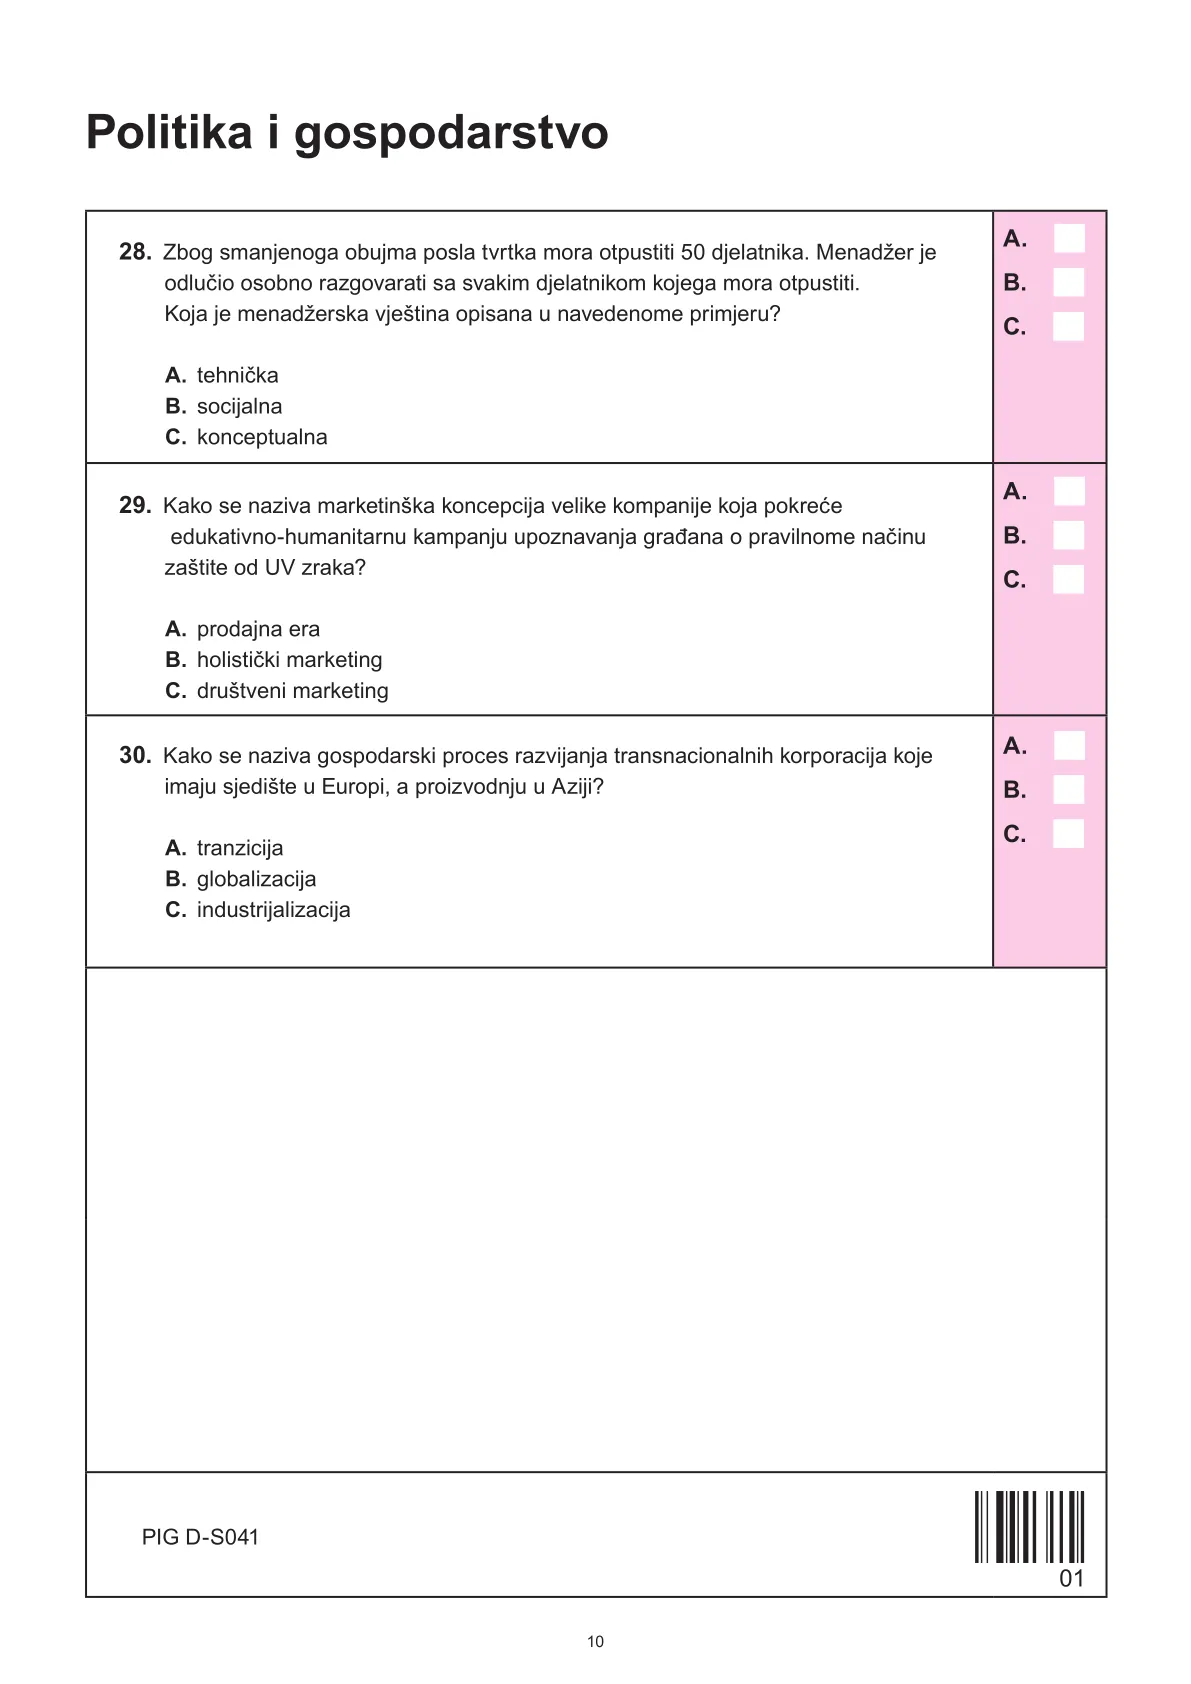 Politika i gospodarstvo
28. Zbog smanjenoga obujma posla tvrtka mora otpustiti 50 djelatnika. Menadžer je
odlučio osobno razgovarati sa svakim djelatnikom kojega mora otpustiti.
Koja je menadžerska vještina opisana u navedenome primjeru?
A. tehnička
B. socijalna
C. konceptualna
A.
B.
C.
29. Kako se naziva marketinška koncepcija velike kompanije koja pokreće
edukativno-humanitarnu kampanju upoznavanja građana o pravilnome načinu
zaštite od UV zraka?
A. prodajna era
B. holistički marketing
C. društveni marketing
A.
B.
C.
30. Kako se naziva gospodarski proces razvijanja transnacionalnih korporacija koje
imaju sjedište u Europi, a proizvodnju u Aziji?
A. tranzicija
B. globalizacija
C. industrijalizacija
A.
B.
C.
PIG D-S041
01
10